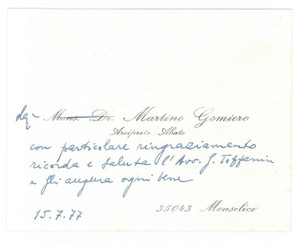 Mons. Dr. Martino Gomiero
Arciprete Abate
con particolare ringraziamento
ricorda e saluta l'Avv. G. Toffanin
e gli augura ogni bene
15.7.77
35043 Monselice